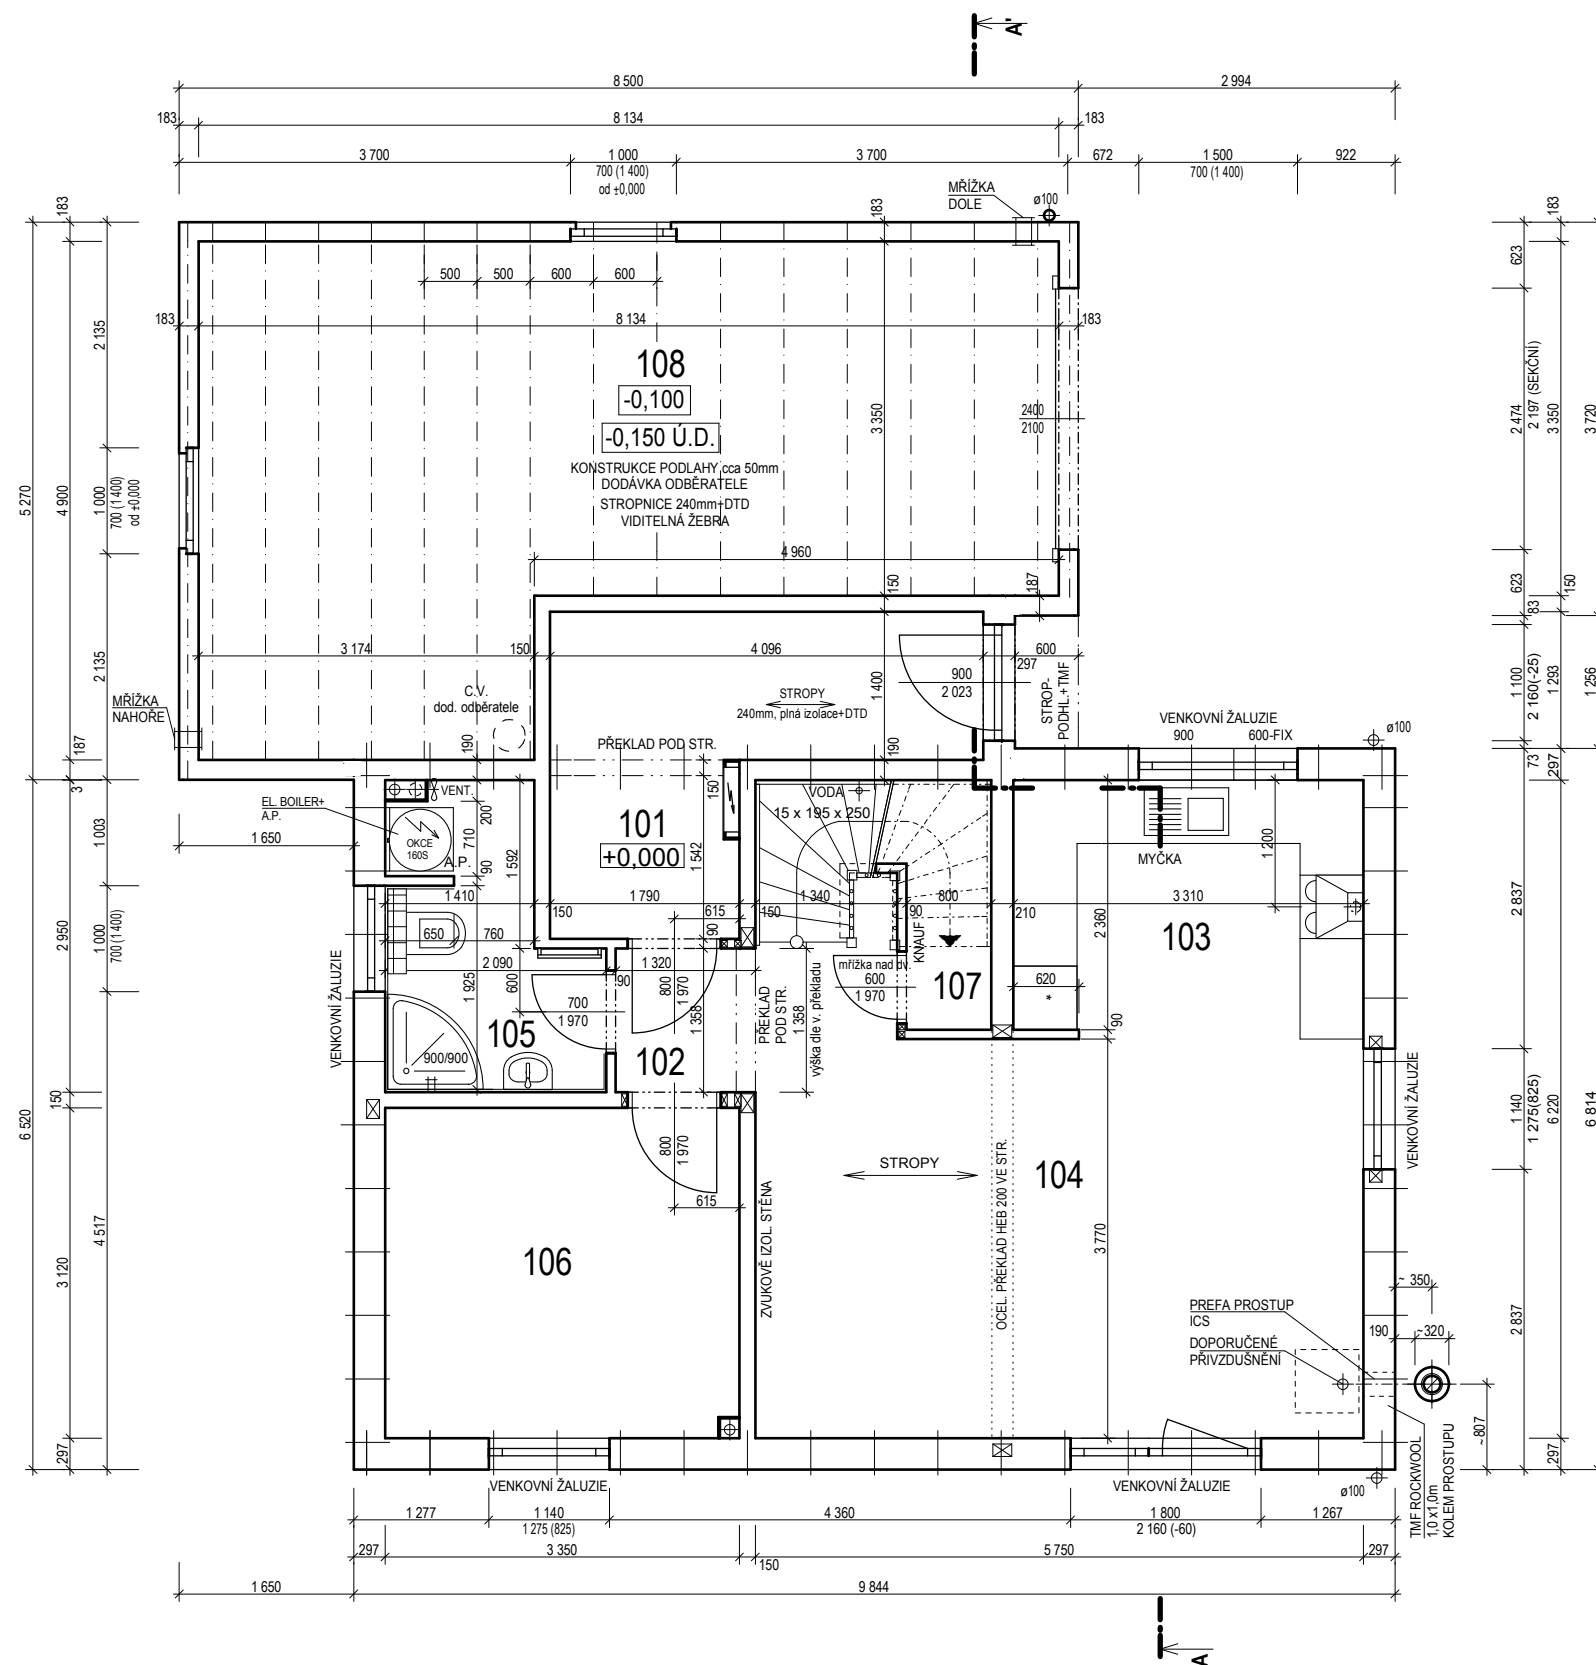 A'
8 500
2 994
183
8 134
183
3 700
1 000
3 700
672
1 500
922
700 (1 400)
od ±0,000
700 (1 400)
MŘÍŽKA
DOLE
ø100
183
183
183
183
500
500
600
600
623
183
8 134
183
2 135
108
-0,100
-0,150 Ú.D.
KONSTRUKCE PODLAHY cca 50mm
DODÁVKA ODBĚRATELE
STROPNICE 240mm+DTD
VIDITELNÁ ŽEBRA
3 350
2400
2100
2 474
2 197 (SEKČNÍ)
3 350
3 720
5 270
4 900
1 000
700 (1 400)
od ±0,000
4 960
150
187
623
83
150
3 174
150
4 096
297
600
2 135
MŘÍŽKA
NAHOŘE
187
C.V.
dod. odběratele
1 400
STROPY
240mm, plná izolace+DTD
900
2 023
STROP-
PODHL.+TMF
1 100
2 160(-25)
1 293
1 256
VENKOVNÍ ŽALUZIE
900
600-FIX
ø100
190
PŘEKLAD POD STR.
190
73
297
3
EL. BOILER+
A.P.
VENT.
200
OKCE
160S
A.P.
710
90
1 592
1 650
1 003
101
+0,000
150
1 542
VODA
15 x 195 x 250
MYČKA
1 200
1 410
150
1 790
615
150
1 340
90
800
210
2 360
3 310
103
2 837
650
760
90
KNAUF
2 950
1 000
700 (1 400)
VENKOVNÍ ŽALUZIE
2 090
90
1 320
1 925
600
700
1 970
105
900/900
800
1 970
1 358
102
PŘEKLAD
POD STR.
1 358
výška dle v. překladu
mřížka nad dv.
600
1 970
107
620
*
90
150
6 520
800
1 970
615
STROPY
104
1 140
1 275(825)
6 220
6 814
VENKOVNÍ ŽALUZIE
106
ZVUKOVĚ IZOL. STĚNA
OCEL. PŘEKLAD HEB 200 VE STR.
3 770
3 120
4 517
2 837
~ 350
PREFA PROSTUP
ICS
DOPORUČENÉ
PŘIVZDUŠNĚNÍ
190
~320
~807
297
297
VENKOVNÍ ŽALUZIE
VENKOVNÍ ŽALUZIE
ø100
TMF ROCKWOOL
1,0 x1,0m
KOLEM PROSTUPU
1 277
1 140
4 360
1 800
1 267
1 275 (825)
2 160 (-60)
297
3 350
150
5 750
297
1 650
9 844
A